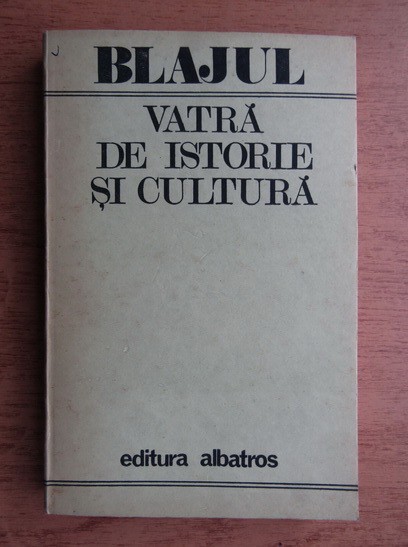 BLAJUL
VATRĂ
DE ISTORIE
ȘI CULTURĂ
editura albatros